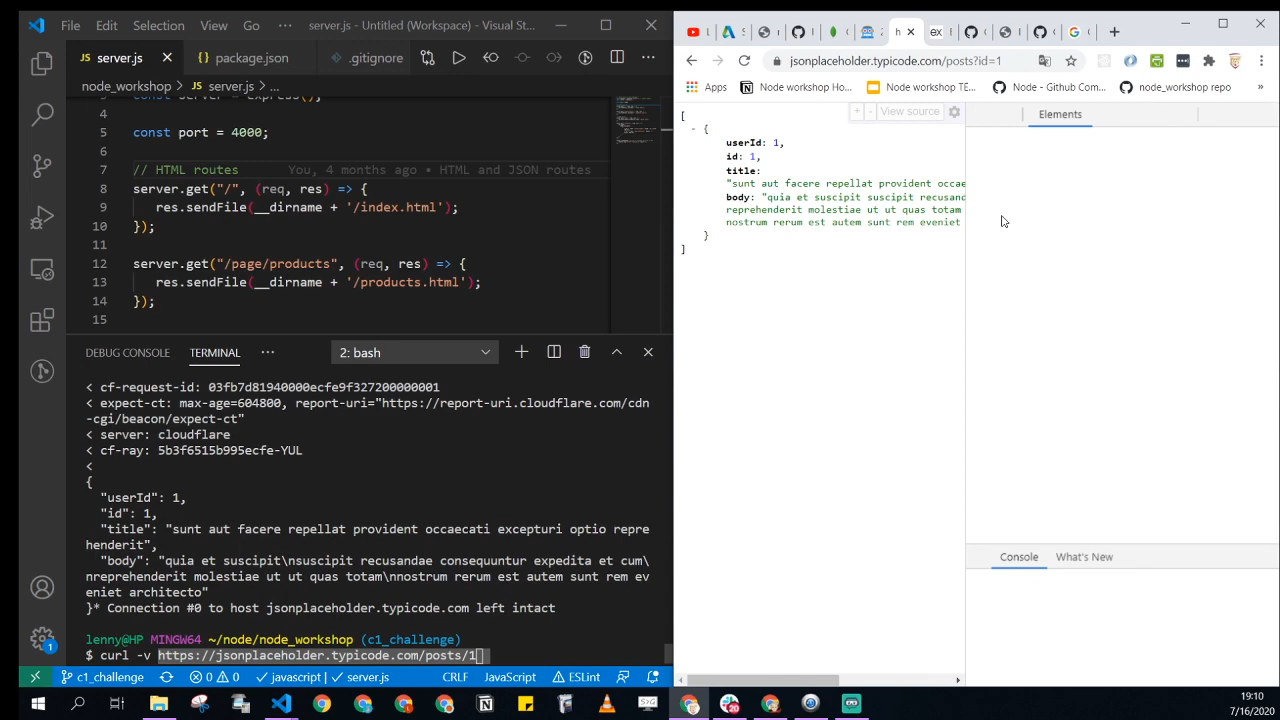 File Edit Selection View Go server.js - Untitled (Workspace) - Visual St...
server.js
package.json
.gitignore
node_workshop > server.js > ...
const server = express();
4
5 const port = 4000;
6
7 // HTML routes You, 4 months ago • HTML and JSON routes
8 server.get("/", (req, res) => {
9 res.sendFile(__dirname + '/index.html');
10 });
11
12 server.get("/page/products", (req, res) => {
13 res.sendFile(__dirname + '/products.html');
14 });
15
DEBUG CONSOLE TERMINAL ... 2: bash
< cf-request-id: 03fb7d81940000ecfe9f327200000001
< expect-ct: max-age=604800, report-uri="https://report-uri.cloudflare.com/cdn
-cgi/beacon/expect-ct"
< server: cloudflare
< cf-ray: 5b3f6515b995ecfe-YUL
<
{
"userId": 1,
"id": 1,
"title": "sunt aut facere repellat provident occaecati excepturi optio repre
henderit",
"body": "quia et suscipit\nsuscipit recusandae consequuntur expedita et cum\
nreprehenderit molestiae ut ut quas totam\nnostrum rerum est autem sunt rem ev
eniet architecto"
}* Connection #0 to host jsonplaceholder.typicode.com left intact
lenny@HP MINGW64 ~/node/node_workshop (c1_challenge)
$ curl -v https://jsonplaceholder.typicode.com/posts/1
c1_challenge 0 0 javascript | server.js CRLF JavaScript ESLint
jsonplaceholder.typicode.com/posts?id=1
Apps Node workshop Ho... Node workshop TE... Node - Github Com... node_workshop repo »
+ - View source
[
- {
userId: 1,
id: 1,
title:
"sunt aut facere repellat provident occae
body: "quia et suscipit suscipit recusand
reprehenderit molestiae ut ut quas totam
nostrum rerum est autem sunt rem eveniet
}
]
Elements
Console What's New
19:10
7/16/2020